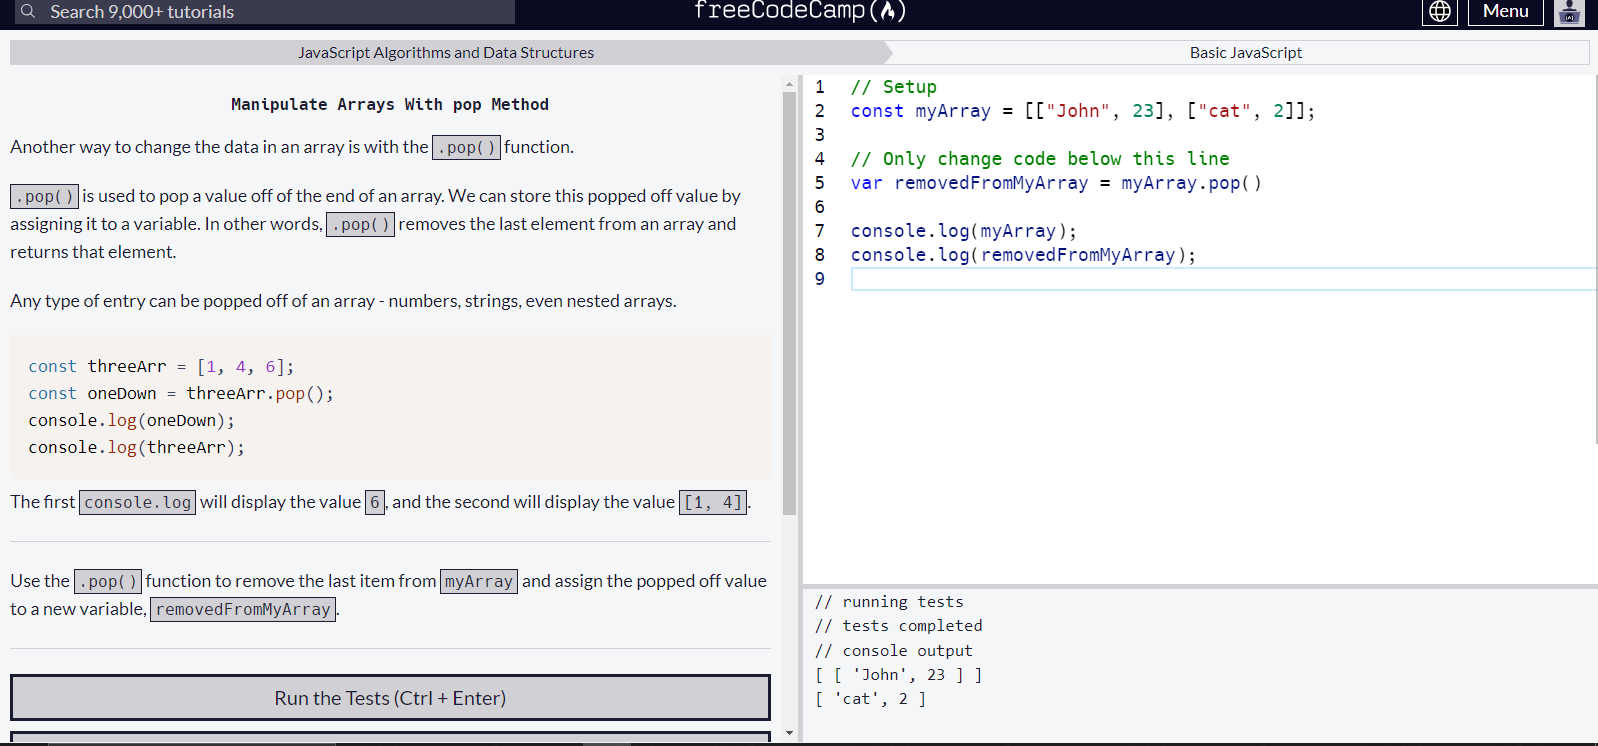 Search 9,000+ tutorials
freeCodeCamp
Menu
JavaScript Algorithms and Data Structures
Basic JavaScript
Manipulate Arrays With pop Method
Another way to change the data in an array is with the .pop() function.
.pop() is used to pop a value off of the end of an array. We can store this popped off value by
assigning it to a variable. In other words, .pop() removes the last element from an array and
returns that element.
Any type of entry can be popped off of an array - numbers, strings, even nested arrays.
const threeArr = [1, 4, 6];
const oneDown = threeArr.pop();
console.log(oneDown);
console.log(threeArr);
The first console.log will display the value 6, and the second will display the value [1, 4].
Use the .pop() function to remove the last item from myArray and assign the popped off value
to a new variable, removedFromMyArray.
Run the Tests (Ctrl + Enter)
1 // Setup
2 const myArray = [["John", 23], ["cat", 2]];
3
4 // Only change code below this line
5 var removedFromMyArray = myArray.pop()
6
7 console.log(myArray);
8 console.log(removedFromMyArray);
9
// running tests
// tests completed
// console output
[ [ 'John', 23 ] ]
[ 'cat', 2 ]